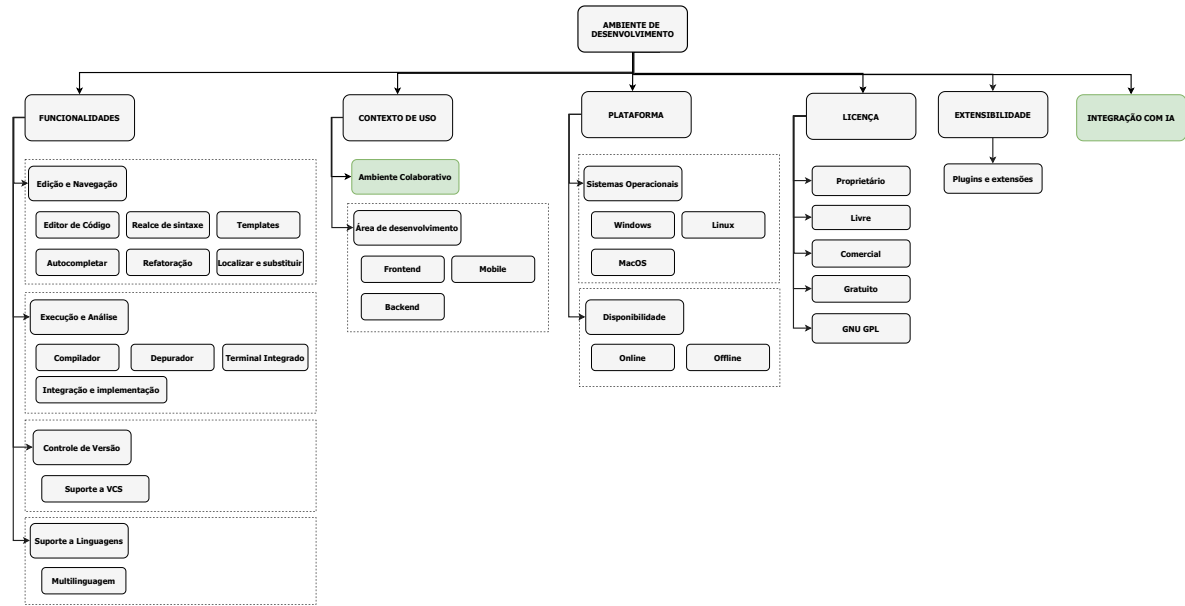 AMBIENTE DE
DESENVOLVIMENTO
FUNCIONALIDADES
CONTEXTO DE USO
PLATAFORMA
LICENÇA
EXTENSIBILIDADE
INTEGRAÇÃO COM IA
Edição e Navegação
Editor de Código
Realce de sintaxe
Templates
Autocompletar
Refatoração
Localizar e substituir
Execução e Análise
Compilador
Depurador
Terminal Integrado
Integração e implementação
Controle de Versão
Suporte a VCS
Suporte a Linguagens
Multilinguagem
Ambiente Colaborativo
Área de desenvolvimento
Frontend
Mobile
Backend
Sistemas Operacionais
Windows
Linux
MacOS
Disponibilidade
Online
Offline
Proprietário
Livre
Comercial
Gratuito
GNU GPL
Plugins e extensões